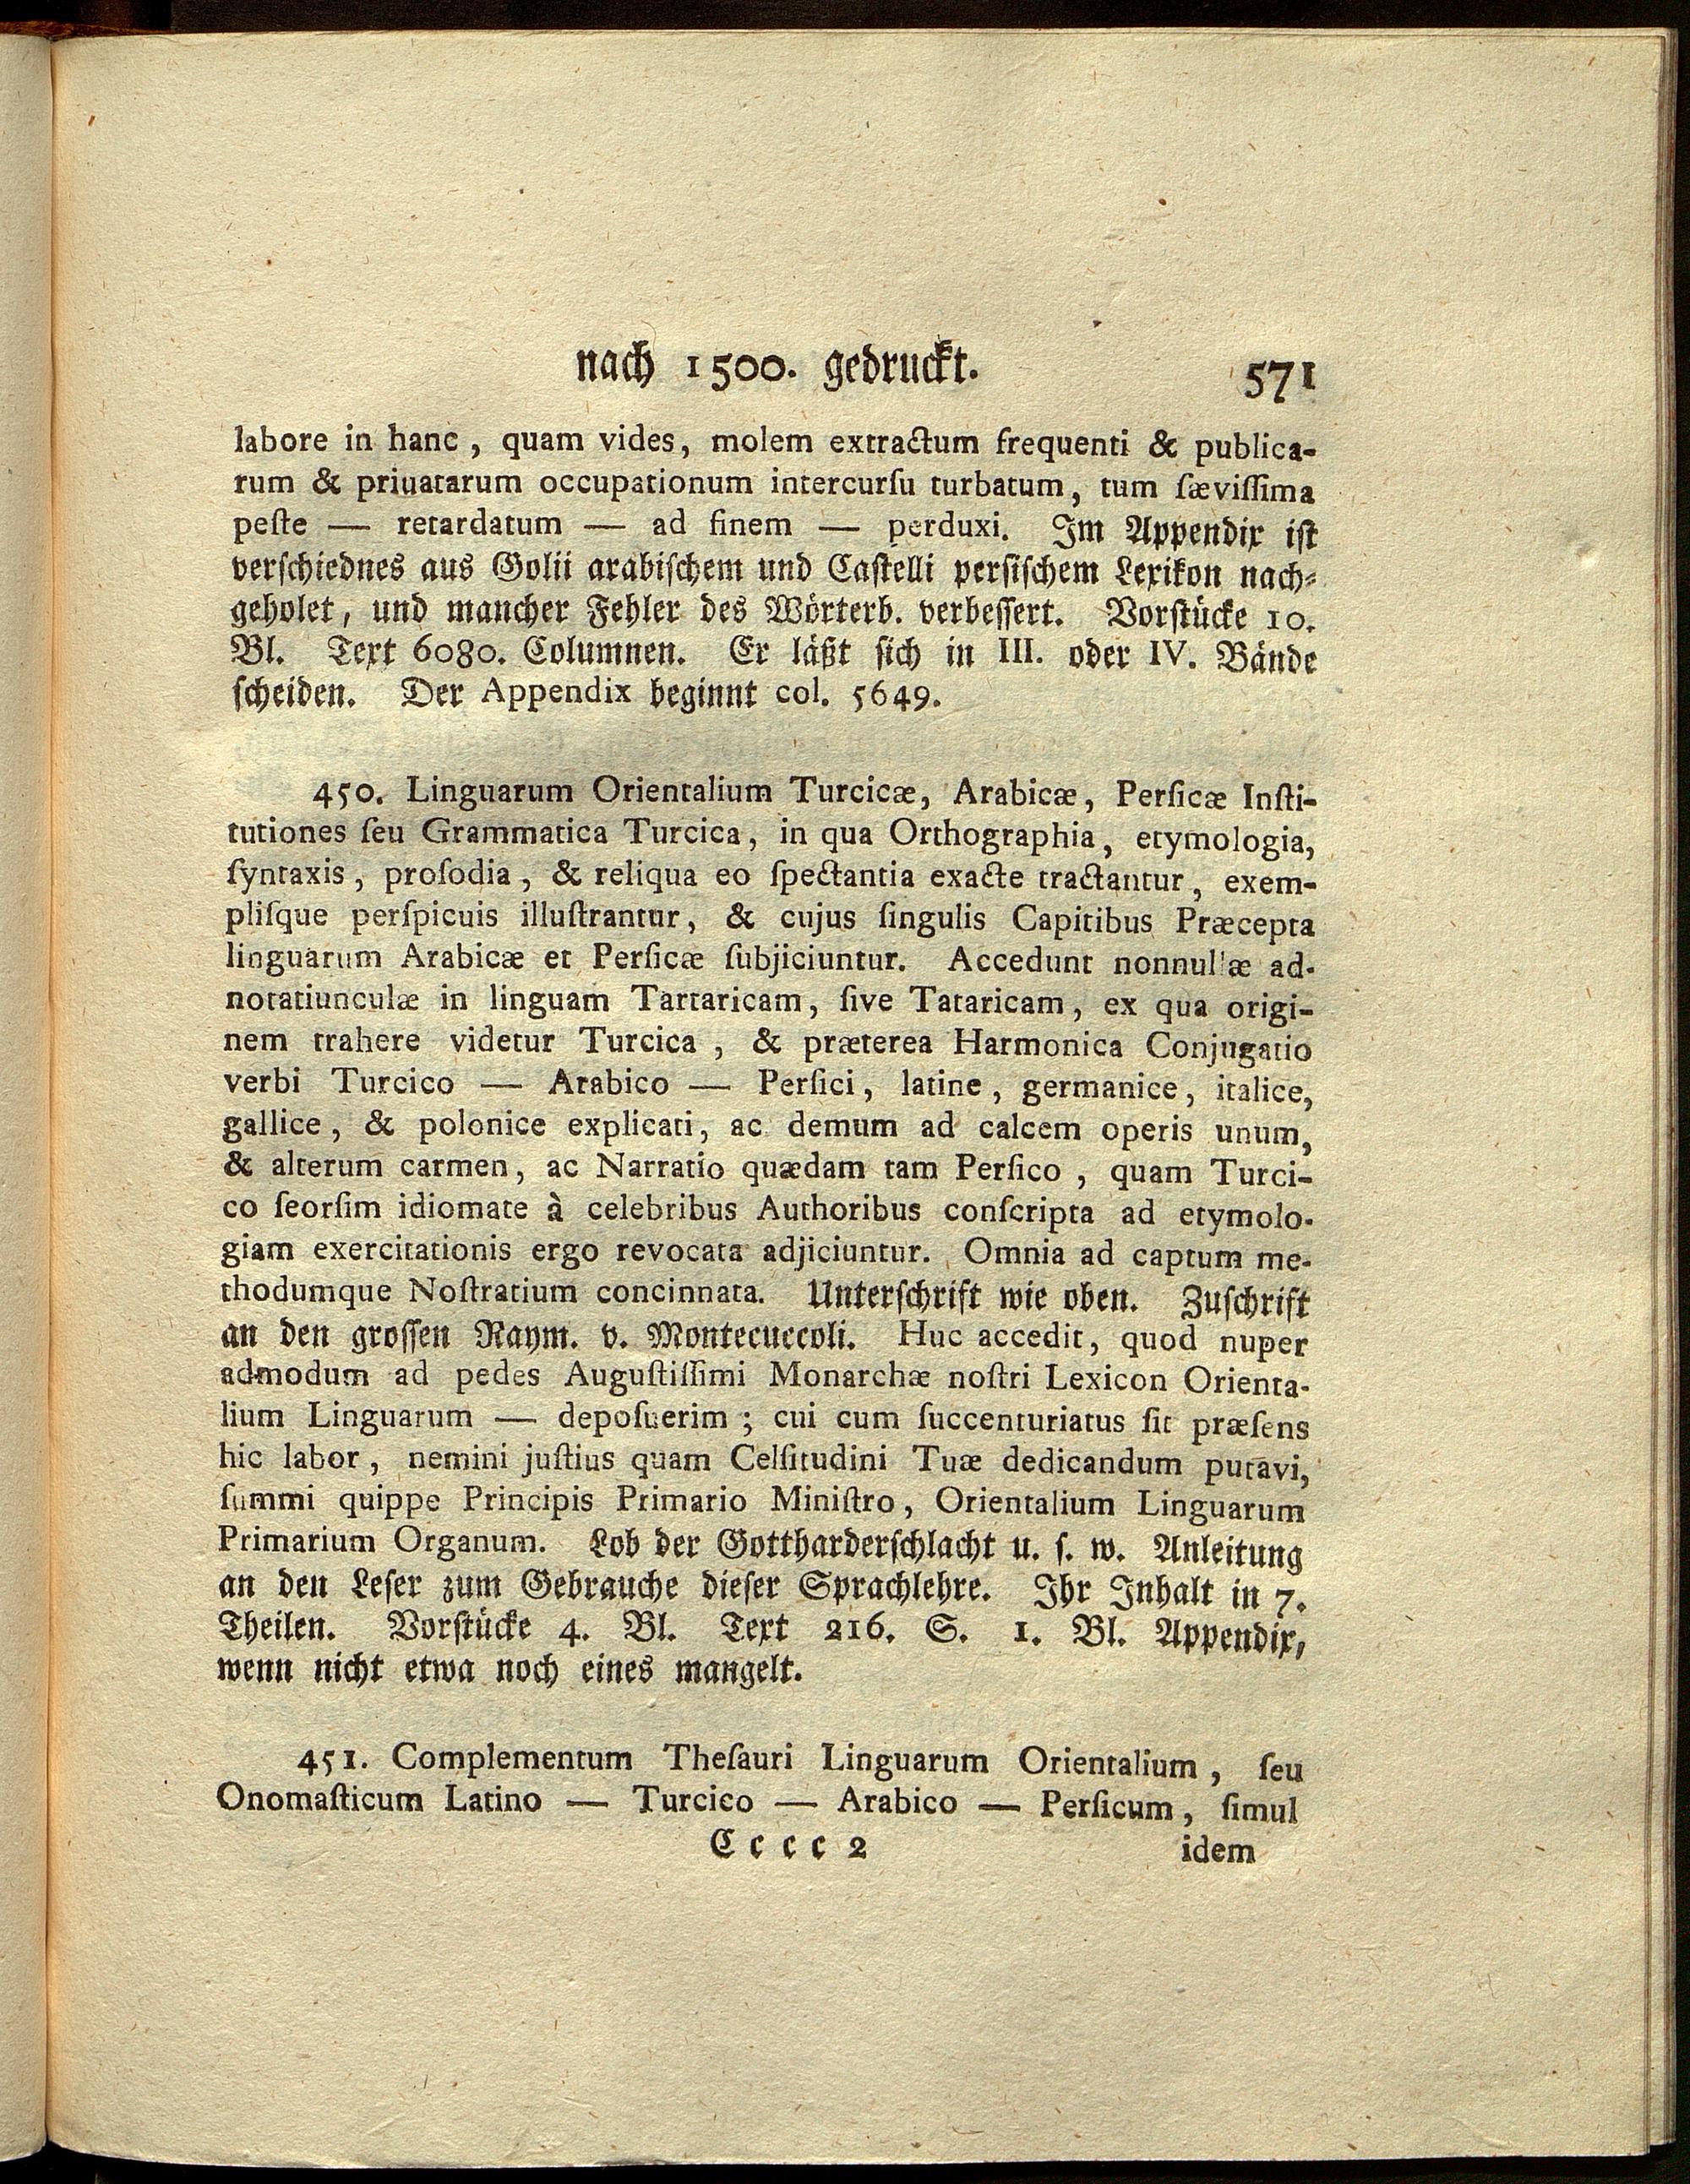 nach 1500. gedruckt. 571
labore in hanc, quam vides, molem extractum frequenti & publica-
rum & priuatarum occupationum intercurſu turbatum, tum ſæviſſima
peſte — retardatum — ad finem — perduxi. Im Appendix iſt
verſchiednes aus Golii arabiſchem und Caſtelli perſiſchem Lexikon nach-
geholet, und mancher Fehler des Wörterb. verbeſſert. Vorſtücke 10.
Bl. Text 6080. Columnen. Er läßt ſich in III. oder IV. Bände
ſcheiden. Der Appendix beginnt col. 5649.
450. Linguarum Orientalium Turcicæ, Arabicæ, Perſicæ Inſti-
tutiones ſeu Grammatica Turcica, in qua Orthographia, etymologia,
ſyntaxis, proſodia, & reliqua eo ſpectantia exacte tractantur, exem-
pliſque perſpicuis illuſtrantur, & cujus ſingulis Capitibus Præcepta
linguarum Arabicæ et Perſicæ ſubjiciuntur. Accedunt nonnullæ ad-
notatiunculæ in linguam Tartaricam, ſive Tataricam, ex qua origi-
nem trahere videtur Turcica, & præterea Harmonica Conjugatio
verbi Turcico — Arabico — Perſici, latine, germanice, italice,
gallice, & polonice explicati, ac demum ad calcem operis unum,
& alterum carmen, ac Narratio quædam tam Perſico, quam Turci-
co ſeorſim idiomate à celebribus Authoribus conſcripta ad etymolo-
giam exercitationis ergo revocata adjiciuntur. Omnia ad captum me-
thodumque Noſtratium concinnata. Unterſchrift wie oben. Zuſchrift
an den groſſen Raym. v. Montecuccoli. Huc accedit, quod nuper
admodum ad pedes Auguſtiſſimi Monarchæ noſtri Lexicon Orienta-
lium Linguarum — depoſuerim; cui cum ſuccenturiatus ſit præſens
hic labor, nemini juſtius quam Celſitudini Tuæ dedicandum putavi,
ſummi quippe Principis Primario Miniſtro, Orientalium Linguarum
Primarium Organum. Lob der Gottharderſchlacht u. ſ. w. Anleitung
an den Leſer zum Gebrauche dieſer Sprachlehre. Ihr Inhalt in 7.
Theilen. Vorſtücke 4. Bl. Text 216. S. 1. Bl. Appendix,
wenn nicht etwa noch eines mangelt.
451. Complementum Theſauri Linguarum Orientalium, ſeu
Onomaſticum Latino — Turcico — Arabico — Perſicum, ſimul
Cccc 2 idem